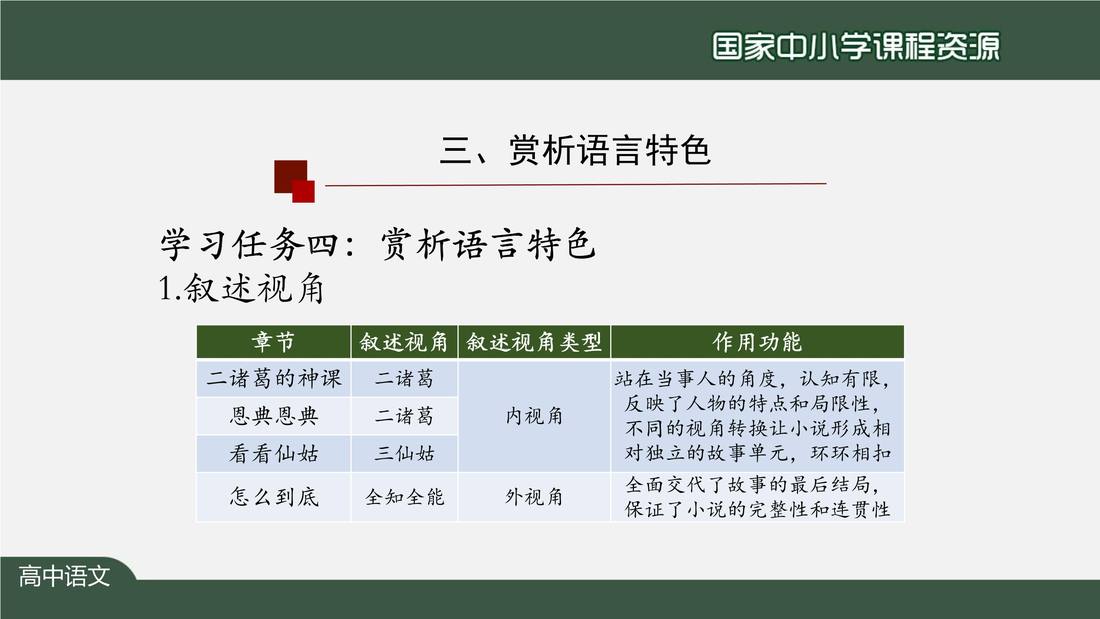 国家中小学课程资源
三、赏析语言特色
学习任务四：赏析语言特色
1.叙述视角
章节 叙述视角 叙述视角类型 作用功能
二诸葛的神课 二诸葛
恩典恩典 二诸葛
看看仙姑 三仙姑
内视角
站在当事人的角度，认知有限，
反映了人物的特点和局限性，
不同的视角转换让小说形成相
对独立的故事单元，环环相扣
怎么到底 全知全能 外视角
全面交代了故事的最后结局，
保证了小说的完整性和连贯性
高中语文